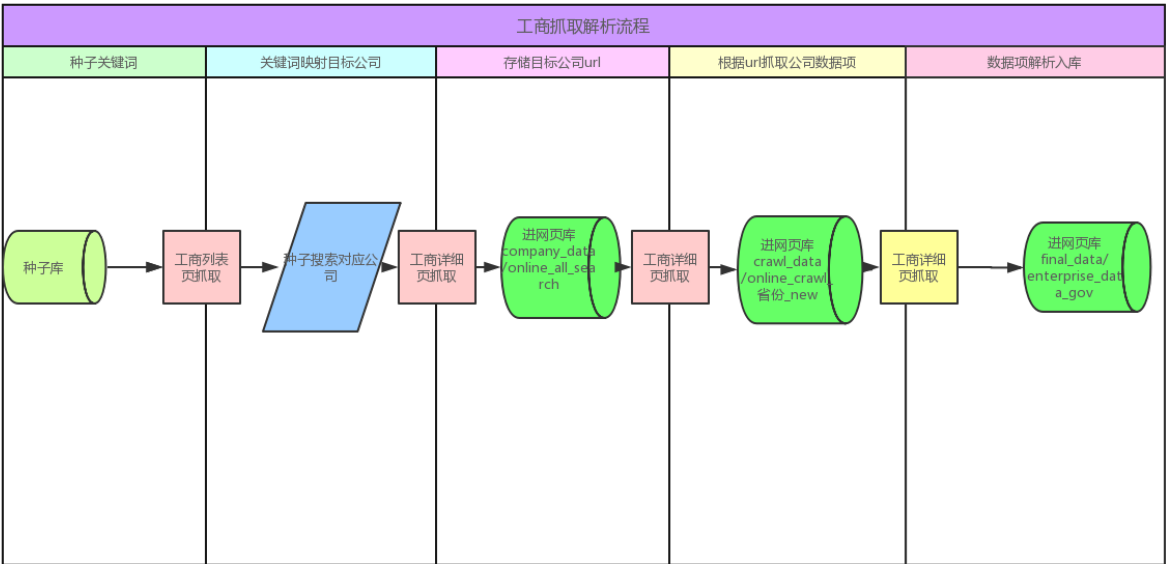 工商抓取解析流程
种子关键词
关键词映射目标公司
存储目标公司url
根据url抓取公司数据项
数据项解析入库
种子库
工商列表
页抓取
种子搜索对应公
司
工商详细
页抓取
进网页库
company_data
/online_all_sea
rch
工商详细
页抓取
进网页库
crawl_data
/online_crawl_
省份_new
工商详细
页抓取
进网页库
final_data/
enterprise_dat
a_gov